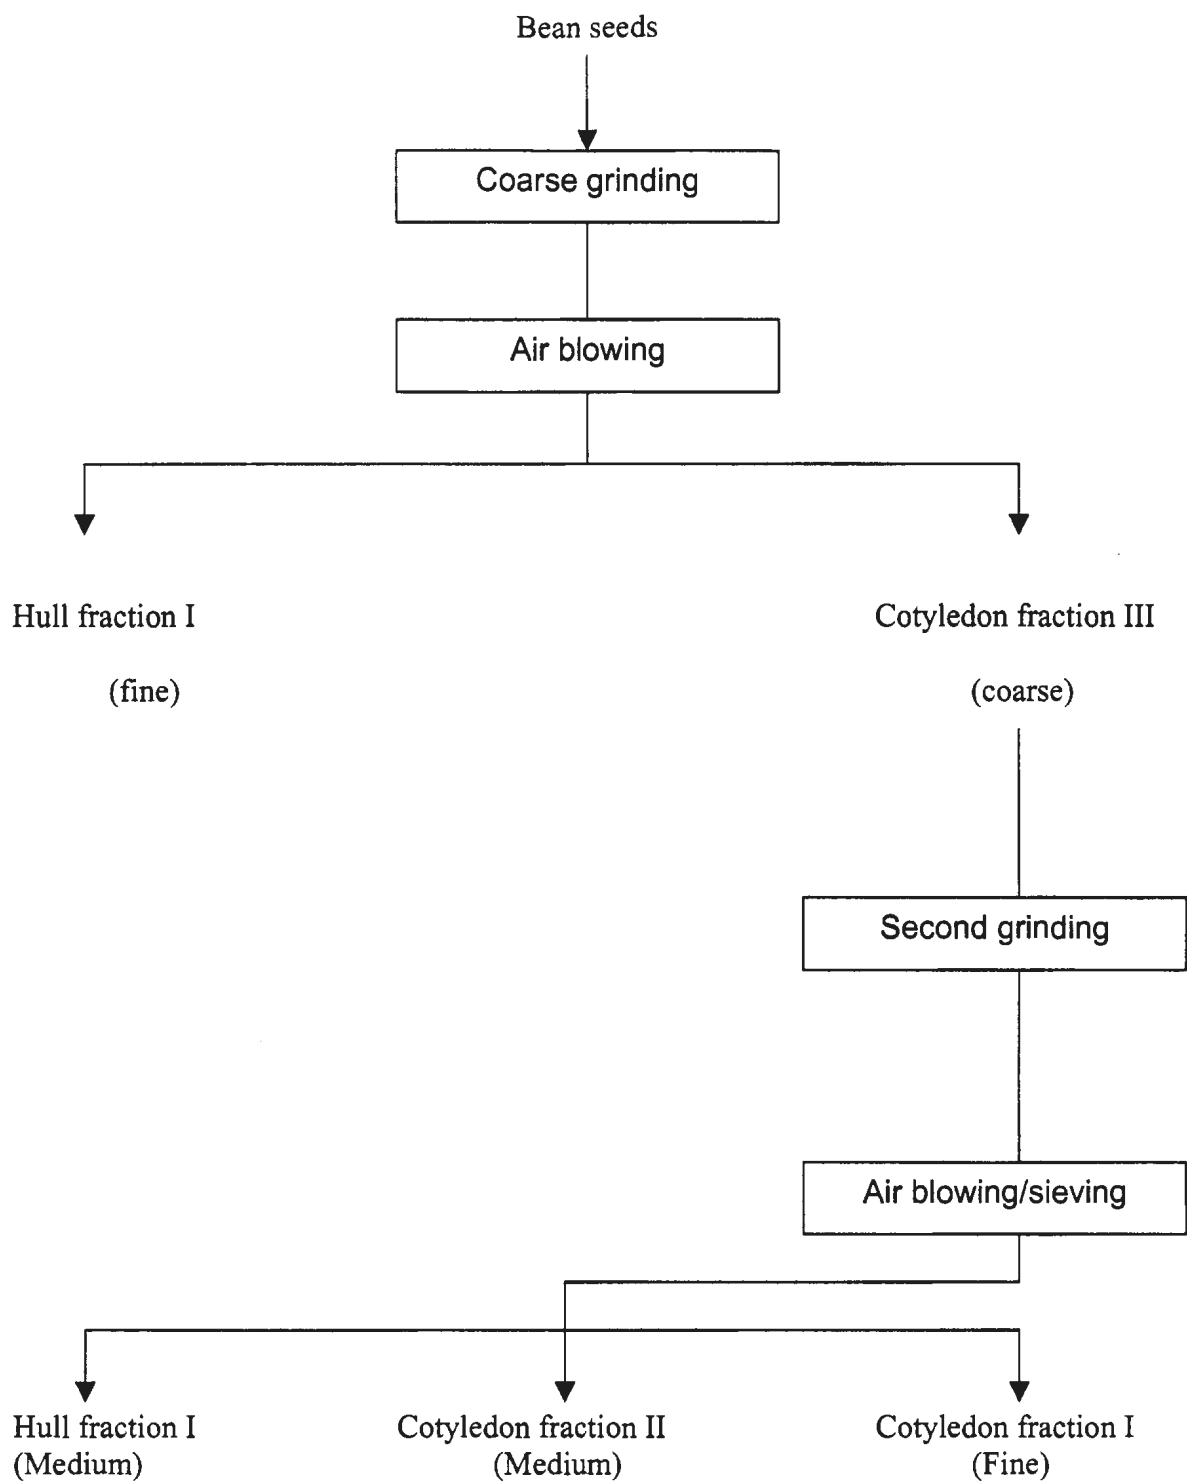 Bean seeds
Coarse grinding
Air blowing
Hull fraction I
Cotyledon fraction III
(fine)
(coarse)
Second grinding
Air blowing/sieving
Hull fraction I
(Medium)
Cotyledon fraction II
(Medium)
Cotyledon fraction I
(Fine)